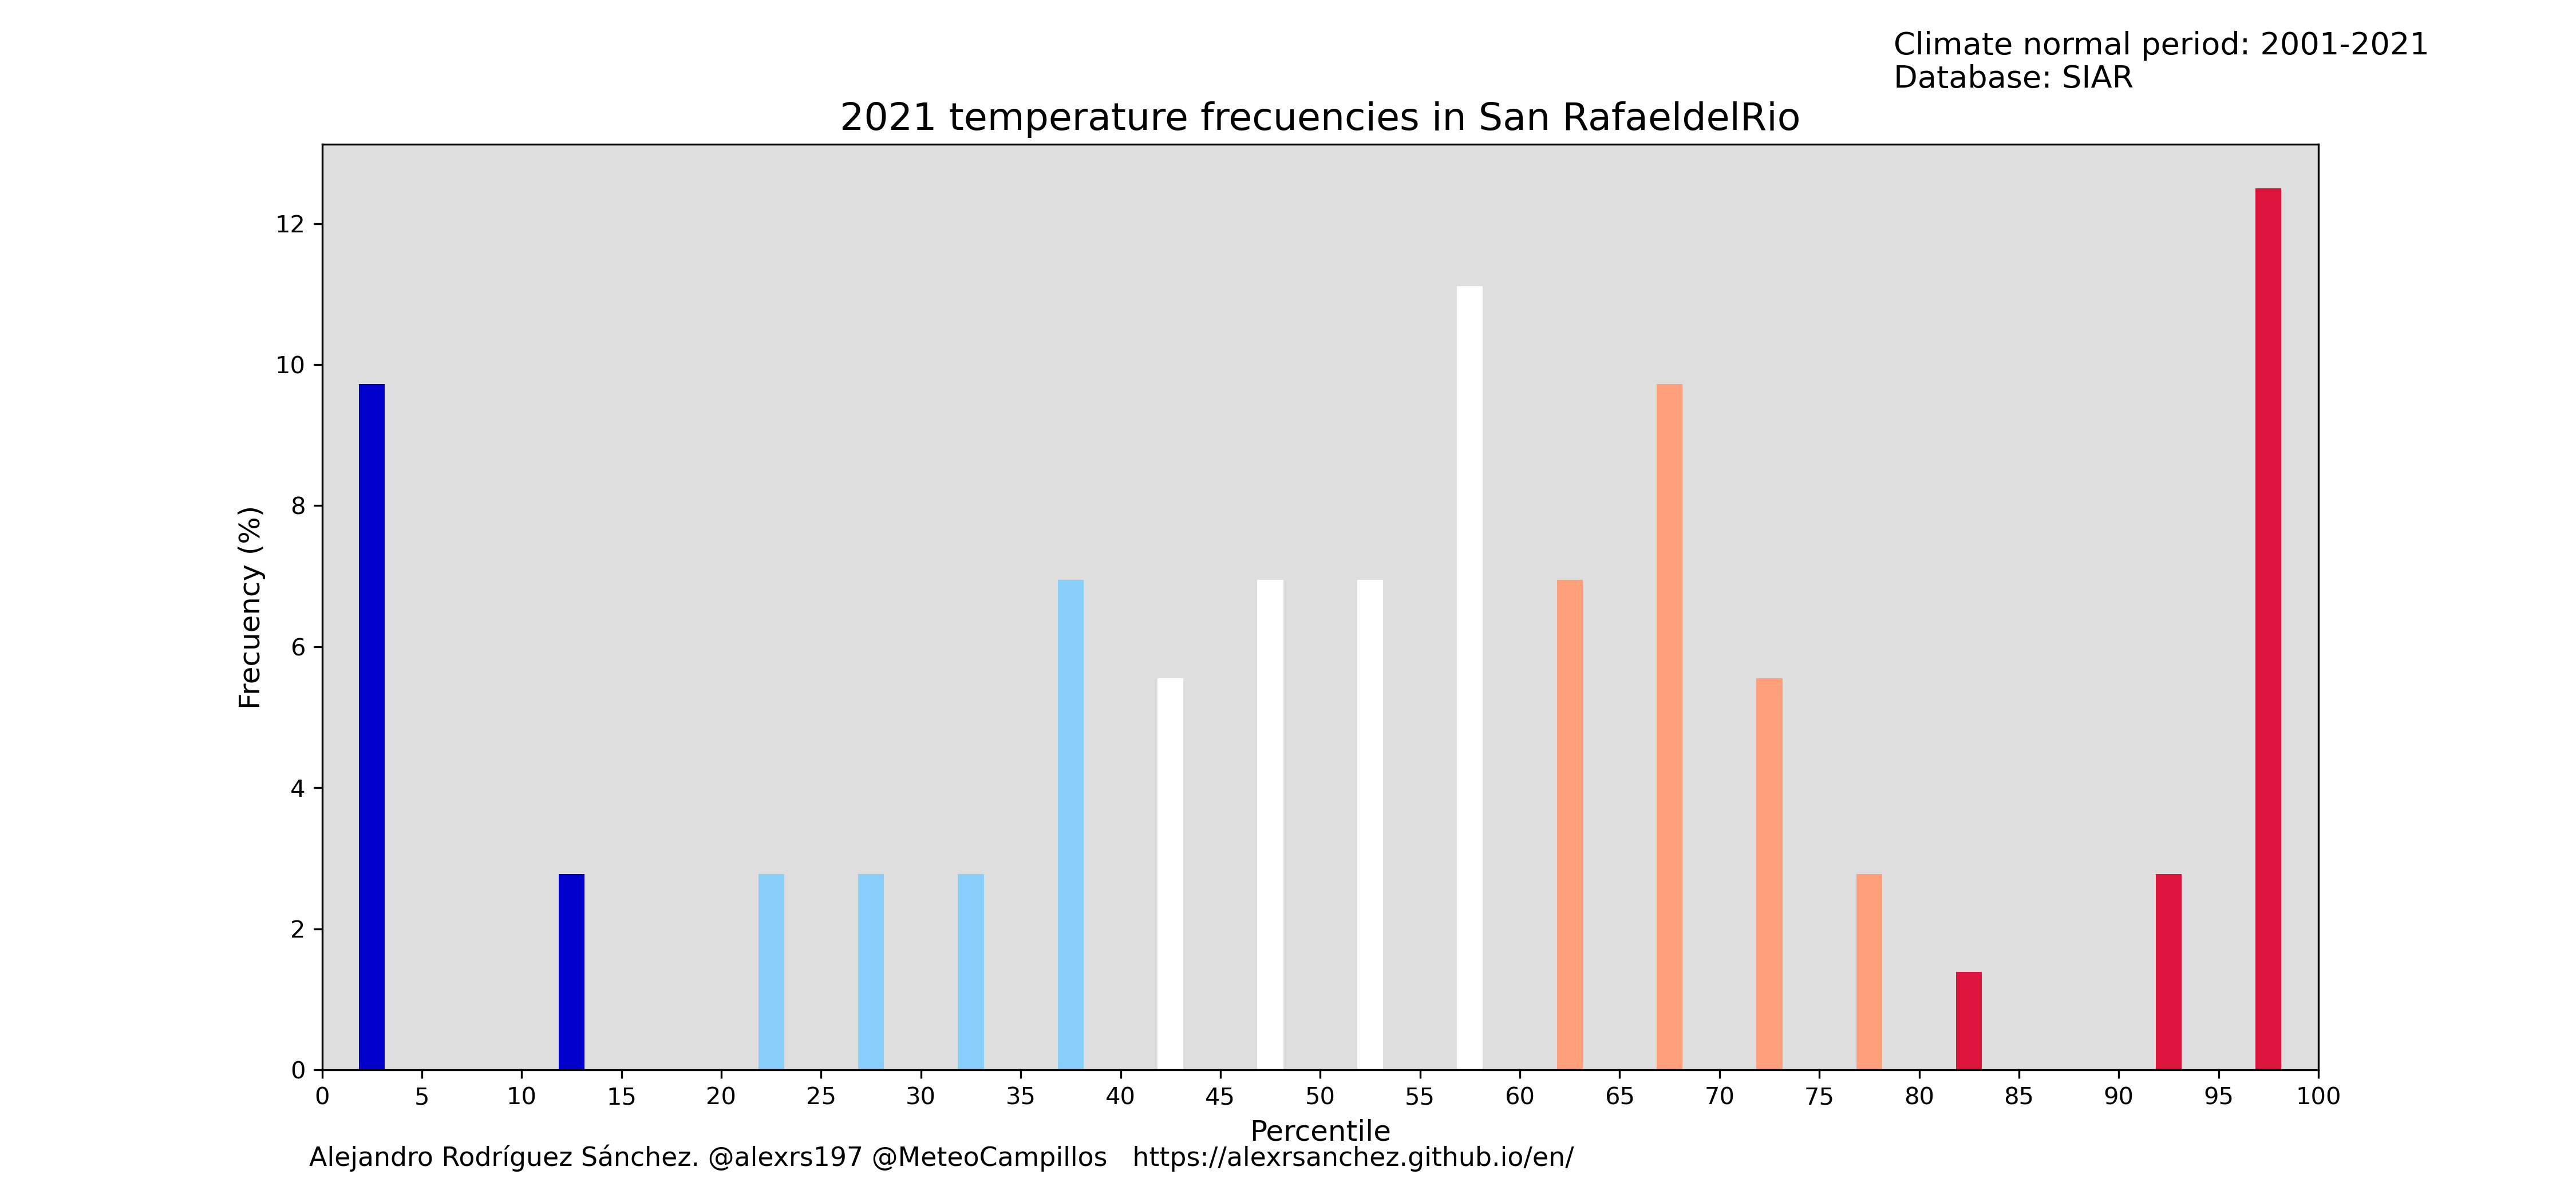 Climate normal period: 2001-2021
Database: SIAR
2021 temperature frecuencies in San RafaeldelRio
12
10
8
6
4
2
0
Frecuency (%)
0 5 10 15 20 25 30 35 40 45 50 55 60 65 70 75 80 85 90 95 100
Percentile
Alejandro Rodríguez Sánchez. @alexrs197 @MeteoCampillos https://alexrsanchez.github.io/en/